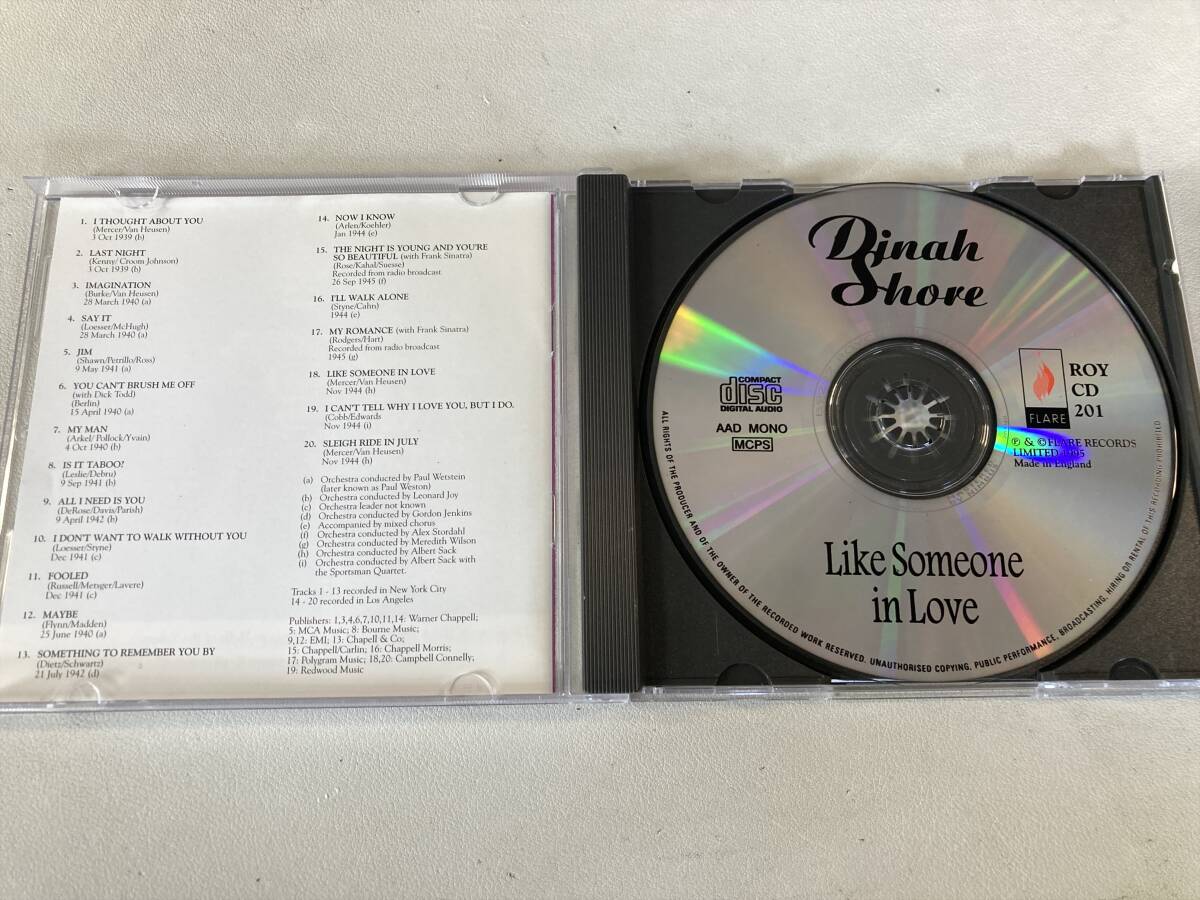 1. I THOUGHT ABOUT YOU
(Mercer/Van Heusen)
3 Oct 1939 (b)
2. LAST NIGHT
(Kenny/ Croom Johnson)
3 Oct 1939 (b)
3. IMAGINATION
(Burke/Van Heusen)
28 March 1940 (a)
4. SAY IT
(Loesser/McHugh)
28 March 1940 (a)
5. JIM
(Shawn/Petrillo/Ross)
9 May 1941 (a)
6. YOU CAN'T BRUSH ME OFF
(with Dick Todd)
(Berlin)
15 April 1940 (a)
7. MY MAN
(Arkel/ Pollock/Yvain)
4 Oct 1940 (b)
8. IS IT TABOO?
(Leslie/Debru)
9 Sep 1941 (b)
9. ALL I NEED IS YOU
(DeRose/Davis/Parish)
9 April 1942 (b)
10. I DON'T WANT TO WALK WITHOUT YOU
(Loesser/Styne)
Dec 1941 (c)
11. FOOLED
(Russell/Menger/Lavere)
Dec 1941 (c)
12. MAYBE
(Flynn/Madden)
25 June 1940 (a)
13. SOMETHING TO REMEMBER YOU BY
(Dietz/Schwartz)
21 July 1942 (d)
14. NOW I KNOW
(Arlen/Koehler)
Jan 1944 (e)
15. THE NIGHT IS YOUNG AND YOU'RE
SO BEAUTIFUL (with Frank Sinatra)
(Rose/Kahal/Suesse)
Recorded from radio broadcast
26 Sep 1945 (f)
16. I'LL WALK ALONE
(Styne/Cahn)
1944 (e)
17. MY ROMANCE (with Frank Sinatra)
(Rodgers/Hart)
Recorded from radio broadcast
1945 (g)
18. LIKE SOMEONE IN LOVE
(Mercer/Van Heusen)
Nov 1944 (h)
19. I CAN'T TELL WHY I LOVE YOU, BUT I DO.
(Cobb/Edwards
Nov 1944 (i)
20. SLEIGH RIDE IN JULY
(Mercer/Van Heusen)
Nov 1944 (h)
(a) Orchestra conducted by Paul Wetstein
(later known as Paul Weston)
(b) Orchestra conducted by Leonard Joy
(c) Orchestra leader not known
(d) Orchestra conducted by Gordon Jenkins
(e) Accompanied by mixed chorus
(f) Orchestra conducted by Alex Stordahl
(g) Orchestra conducted by Meredith Wilson
(h) Orchestra conducted by Albert Sack
(i) Orchestra conducted by Albert Sack with
the Sportsman Quartet.
Tracks 1 - 13 recorded in New York City
14 - 20 recorded in Los Angeles
Publishers: 1,3,4,6,7,10,11,14: Warner Chappell;
5: MCA Music; 8: Bourne Music;
9,12: EMI; 13: Chapell & Co;
15: Chappell/Carlin; 16: Chappell Morris;
17: Polygram Music; 18,20: Campbell Connelly;
19: Redwood Music
Dinah
Shore
COMPACT
disc
DIGITAL AUDIO
AAD MONO
MCPS
FLARE
ROY
CD
201
℗ & © FLARE RECORDS
LIMITED 1995
Made in England
Like Someone
in Love
ALL RIGHTS OF THE PRODUCER AND OF THE OWNER OF THE RECORDED WORK RESERVED. UNAUTHORISED COPYING, PUBLIC PERFORMANCE, BROADCASTING, HIRING OR RENTAL OF THIS RECORDING PROHIBITED